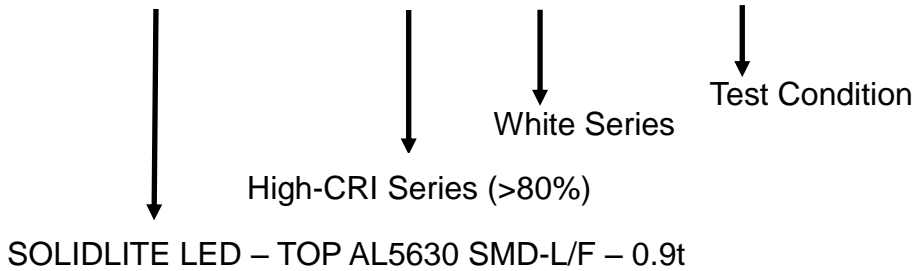 Test Condition
White Series
High-CRI Series (>80%)
SOLIDLITE LED – TOP AL5630 SMD-L/F – 0.9t